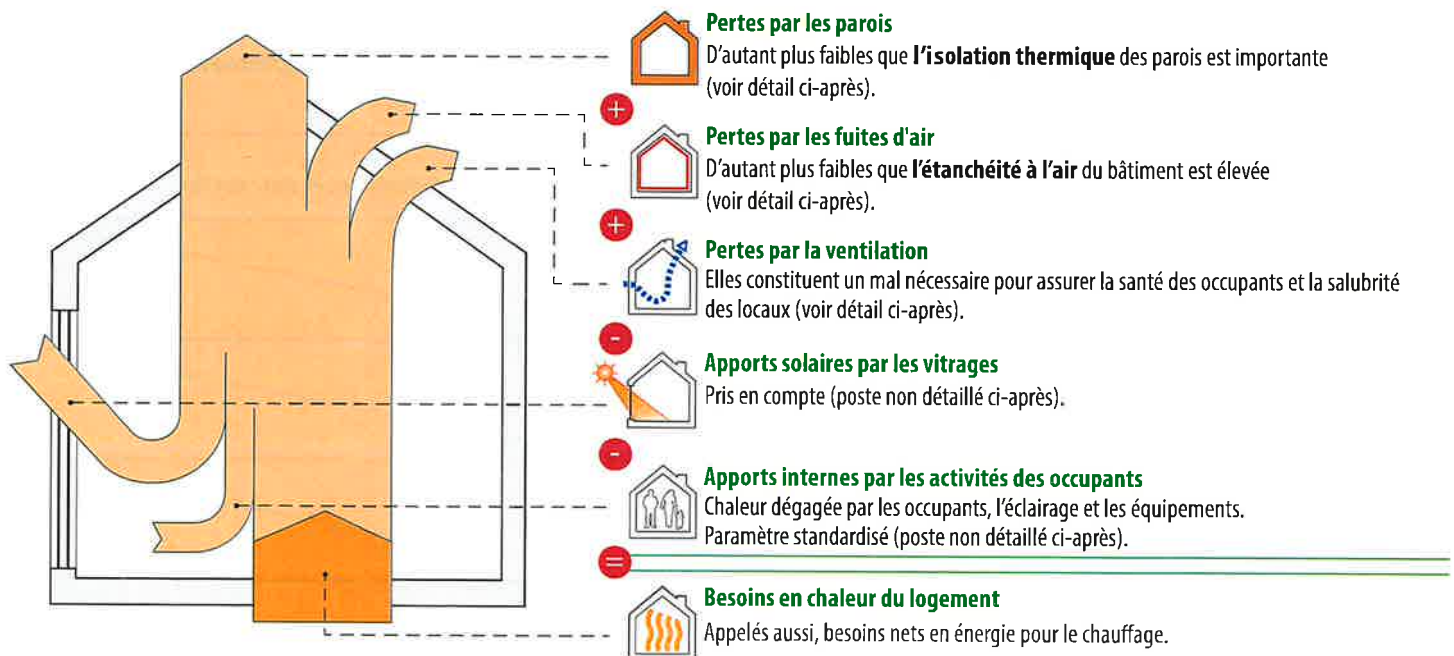 Pertes par les parois
D'autant plus faibles que l'isolation thermique des parois est importante
(voir détail ci-après).
+
Pertes par les fuites d'air
D'autant plus faibles que l'étanchéité à l'air du bâtiment est élevée
(voir détail ci-après).
+
Pertes par la ventilation
Elles constituent un mal nécessaire pour assurer la santé des occupants et la salubrité
des locaux (voir détail ci-après).
-
Apports solaires par les vitrages
Pris en compte (poste non détaillé ci-après).
-
Apports internes par les activités des occupants
Chaleur dégagée par les occupants, l'éclairage et les équipements.
Paramètre standardisé (poste non détaillé ci-après).
=
Besoins en chaleur du logement
Appelés aussi, besoins nets en énergie pour le chauffage.